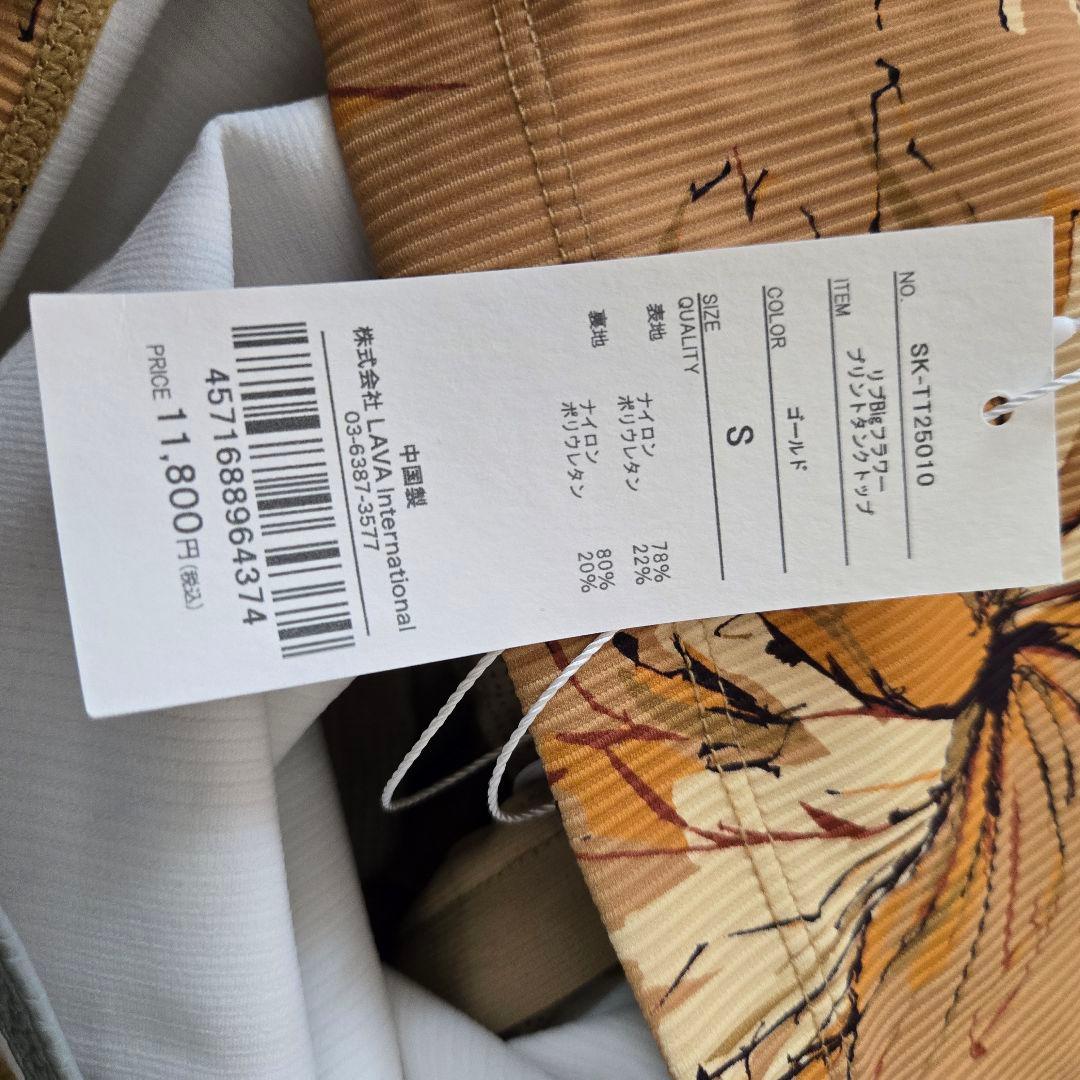 NO. SK-TT25010
ITEM リブBigフラワー
プリントタンクトップ
COLOR ゴールド
SIZE S
QUALITY
表地 ナイロン 78%
ポリウレタン 22%
裏地 ナイロン 80%
ポリウレタン 20%
中国製
株式会社 LAVA International
03-6387-3577
4571688964374
PRICE 11,800円(税込)